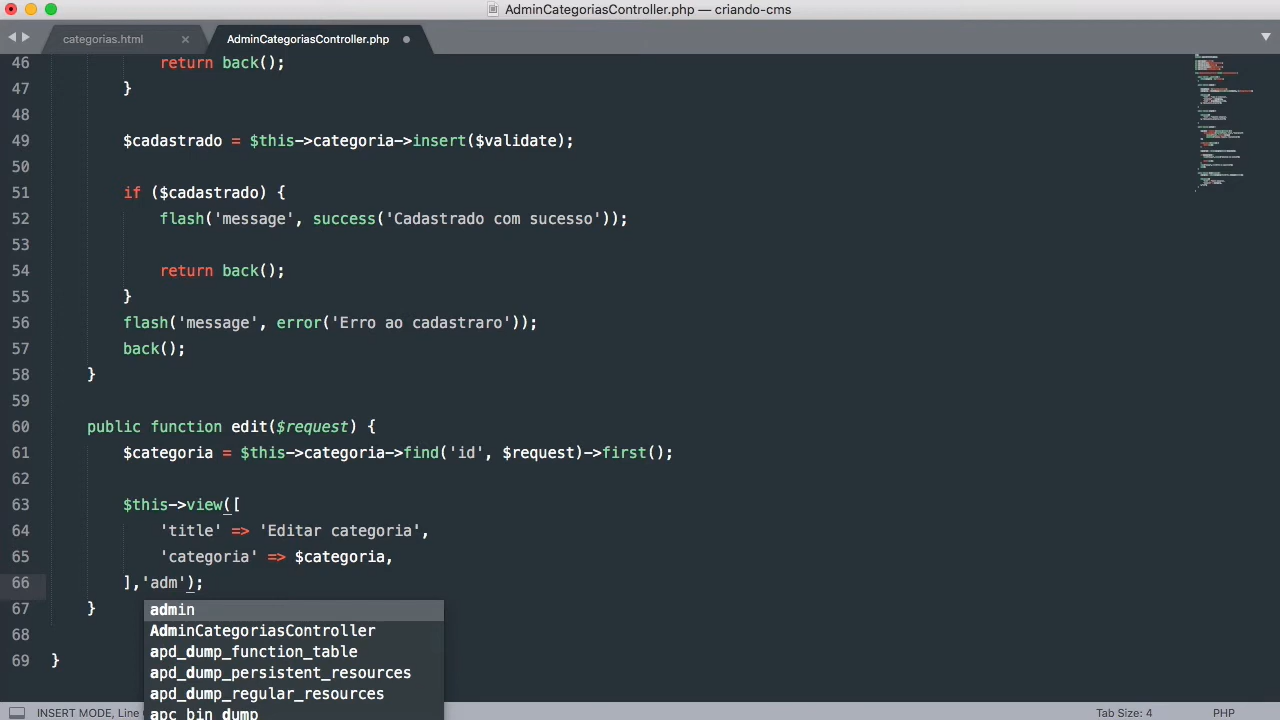 AdminCategoriasController.php — criando-cms
categorias.html × AdminCategoriasController.php
46 return back();
47 }
48
49 $cadastrado = $this->categoria->insert($validate);
50
51 if ($cadastrado) {
52 flash('message', success('Cadastrado com sucesso'));
53
54 return back();
55 }
56 flash('message', error('Erro ao cadastraro'));
57 back();
58 }
59
60 public function edit($request) {
61 $categoria = $this->categoria->find('id', $request)->first();
62
63 $this->view([
64 'title' => 'Editar categoria',
65 'categoria' => $categoria,
66 ],'adm');
67 }
admin
68
AdminCategoriasController
apd_dump_function_table
69 }
apd_dump_persistent_resources
apd_dump_regular_resources
apc_bin_dump
INSERT MODE, Line Tab Size: 4 PHP